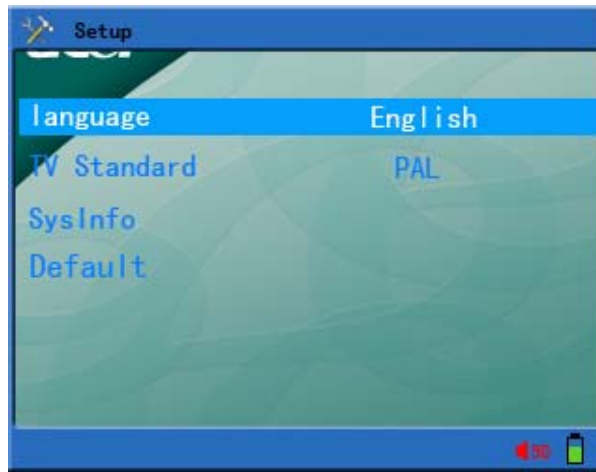 Setup
language English
TV Standard PAL
SysInfo
Default